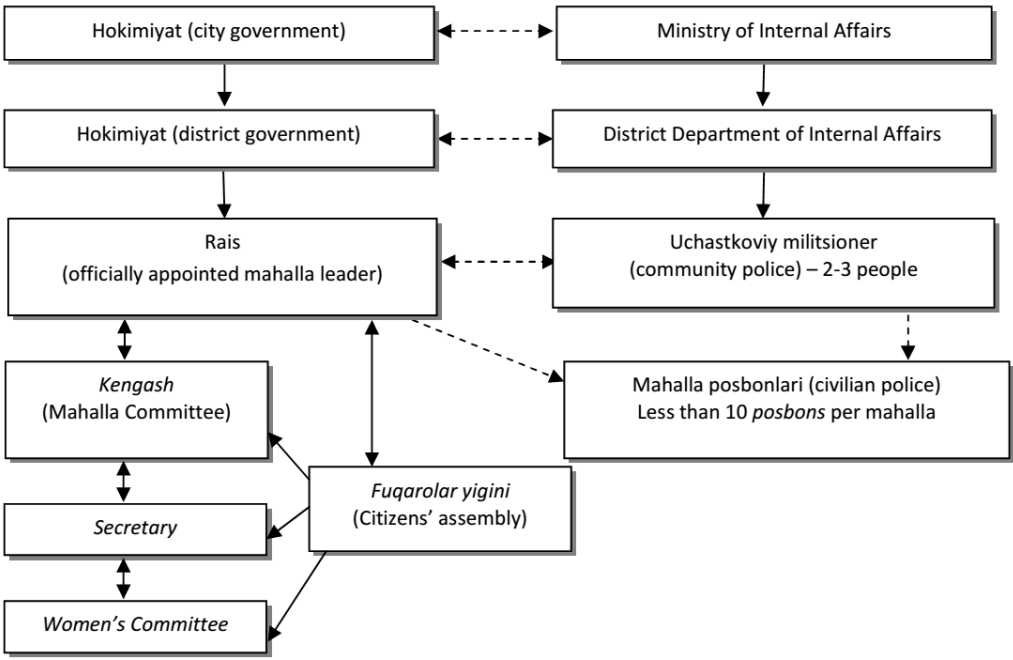 Hokimiyat (city government)
Ministry of Internal Affairs
Hokimiyat (district government)
District Department of Internal Affairs
Rais
(officially appointed mahalla leader)
Uchastkoviy militsioner
(community police) – 2-3 people
Kengash
(Mahalla Committee)
Mahalla posbonlari (civilian police)
Less than 10 posbons per mahalla
Fuqarolar yigini
(Citizens’ assembly)
Secretary
Women’s Committee